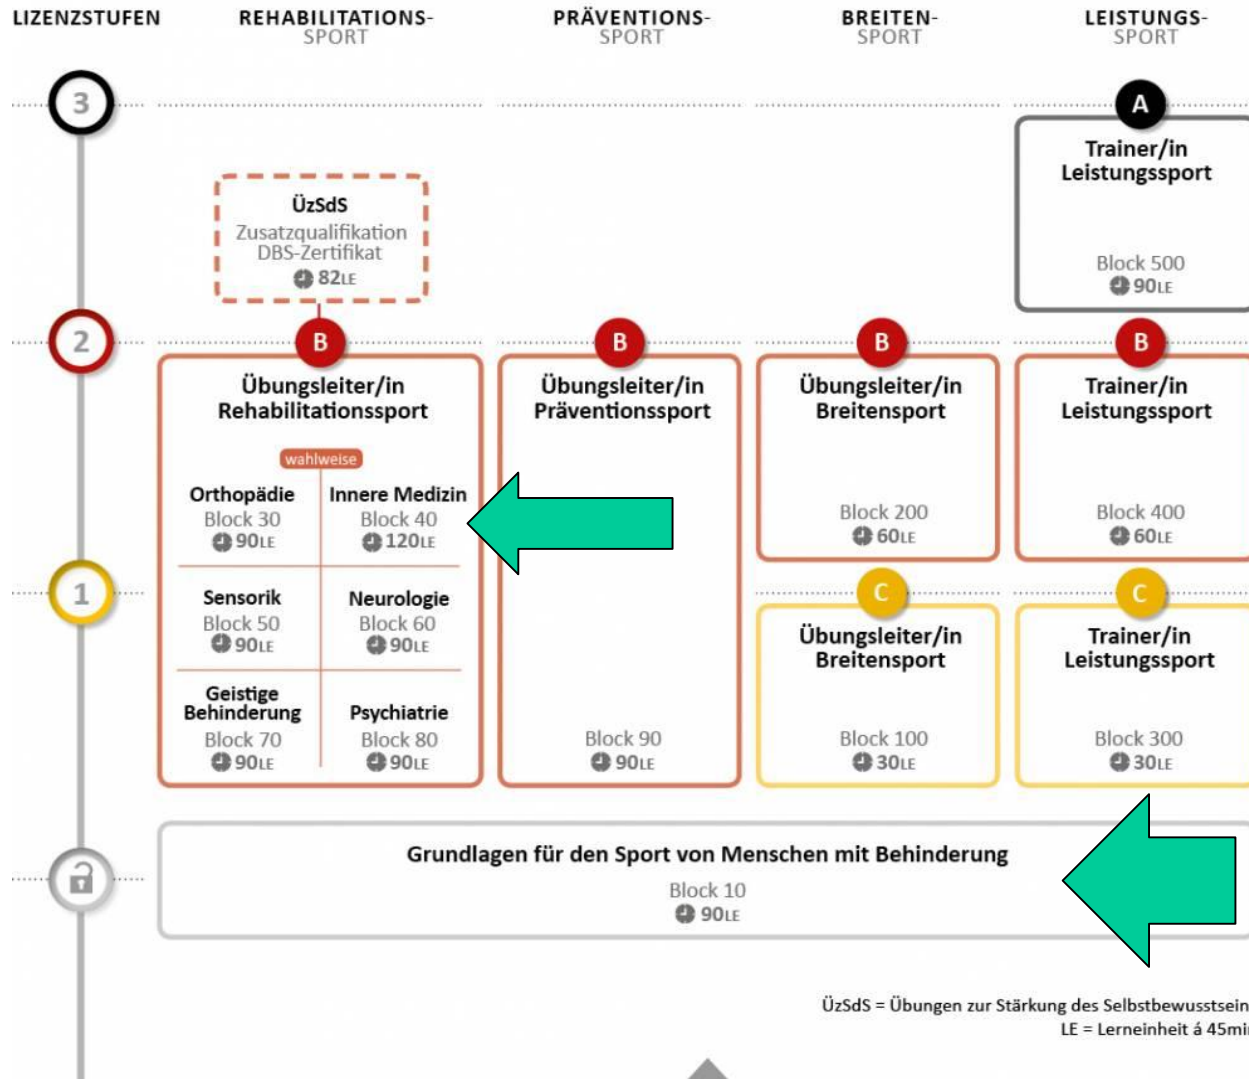 LIZENZSTUFEN
REHABILITATIONS-
SPORT
PRÄVENTIONS-
SPORT
BREITEN-
SPORT
LEISTUNGS-
SPORT
3
A
Trainer/in
Leistungssport
Block 500
90LE
ÜzSdS
Zusatzqualifikation
DBS-Zertifikat
82LE
2
B
Übungsleiter/in
Rehabilitationssport
wahlweise
Orthopädie
Block 30
90LE
Innere Medizin
Block 40
120LE
Sensorik
Block 50
90LE
Neurologie
Block 60
90LE
Geistige
Behinderung
Block 70
90LE
Psychiatrie
Block 80
90LE
B
Übungsleiter/in
Präventionssport
Block 90
90LE
B
Übungsleiter/in
Breitensport
Block 200
60LE
B
Trainer/in
Leistungssport
Block 400
60LE
1
C
Übungsleiter/in
Breitensport
Block 100
30LE
C
Trainer/in
Leistungssport
Block 300
30LE
Grundlagen für den Sport von Menschen mit Behinderung
Block 10
90LE
ÜzSdS = Übungen zur Stärkung des Selbstbewusstsein
LE = Lerneinheit á 45min